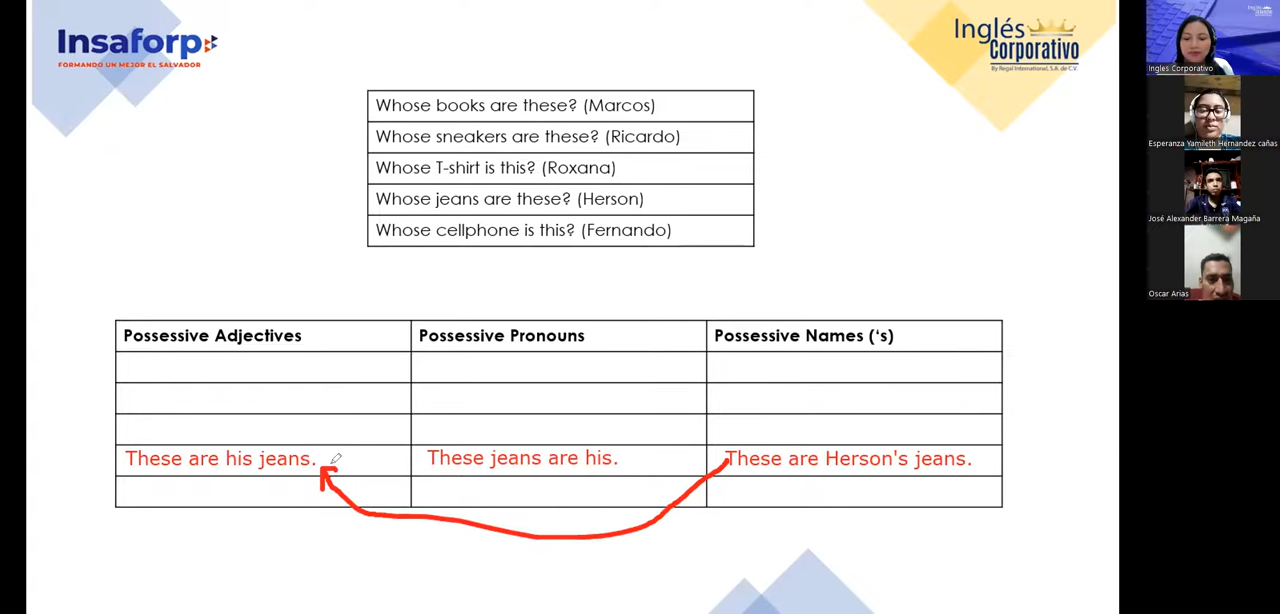 Insaforp
FORMANDO UN MEJOR EL SALVADOR
Inglés
Corporativo
By Regal International, S.A. de C.V.
Whose books are these? (Marcos)
Whose sneakers are these? (Ricardo)
Whose T-shirt is this? (Roxana)
Whose jeans are these? (Herson)
Whose cellphone is this? (Fernando)
Possessive Adjectives Possessive Pronouns Possessive Names (‘s)
These are his jeans. These jeans are his. These are Herson's jeans.
Ingles Corporativo
Esperanza Yamileth Hernandez cañas
José Alexander Barrera Magaña
Oscar Arias